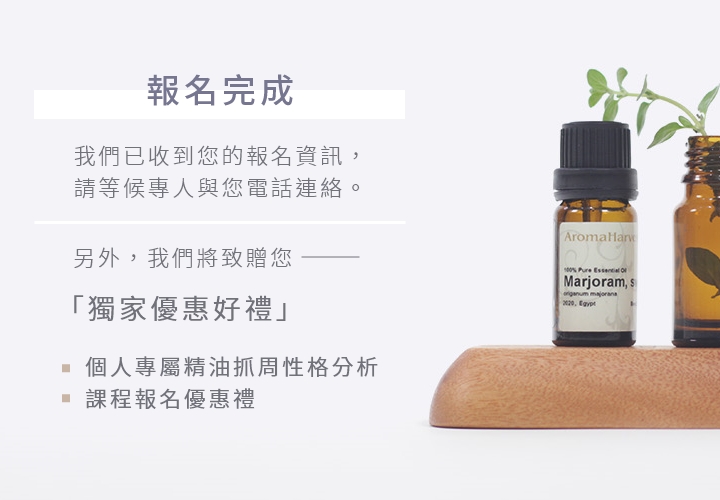 報名完成
我們已收到您的報名資訊，
請等候專人與您電話連絡。
另外，我們將致贈您
「獨家優惠好禮」
個人專屬精油抓周性格分析
課程報名優惠禮
AromaHarve
100% Pure Essential Oil
Marjoram,
origanum majorana
2020, Egypt